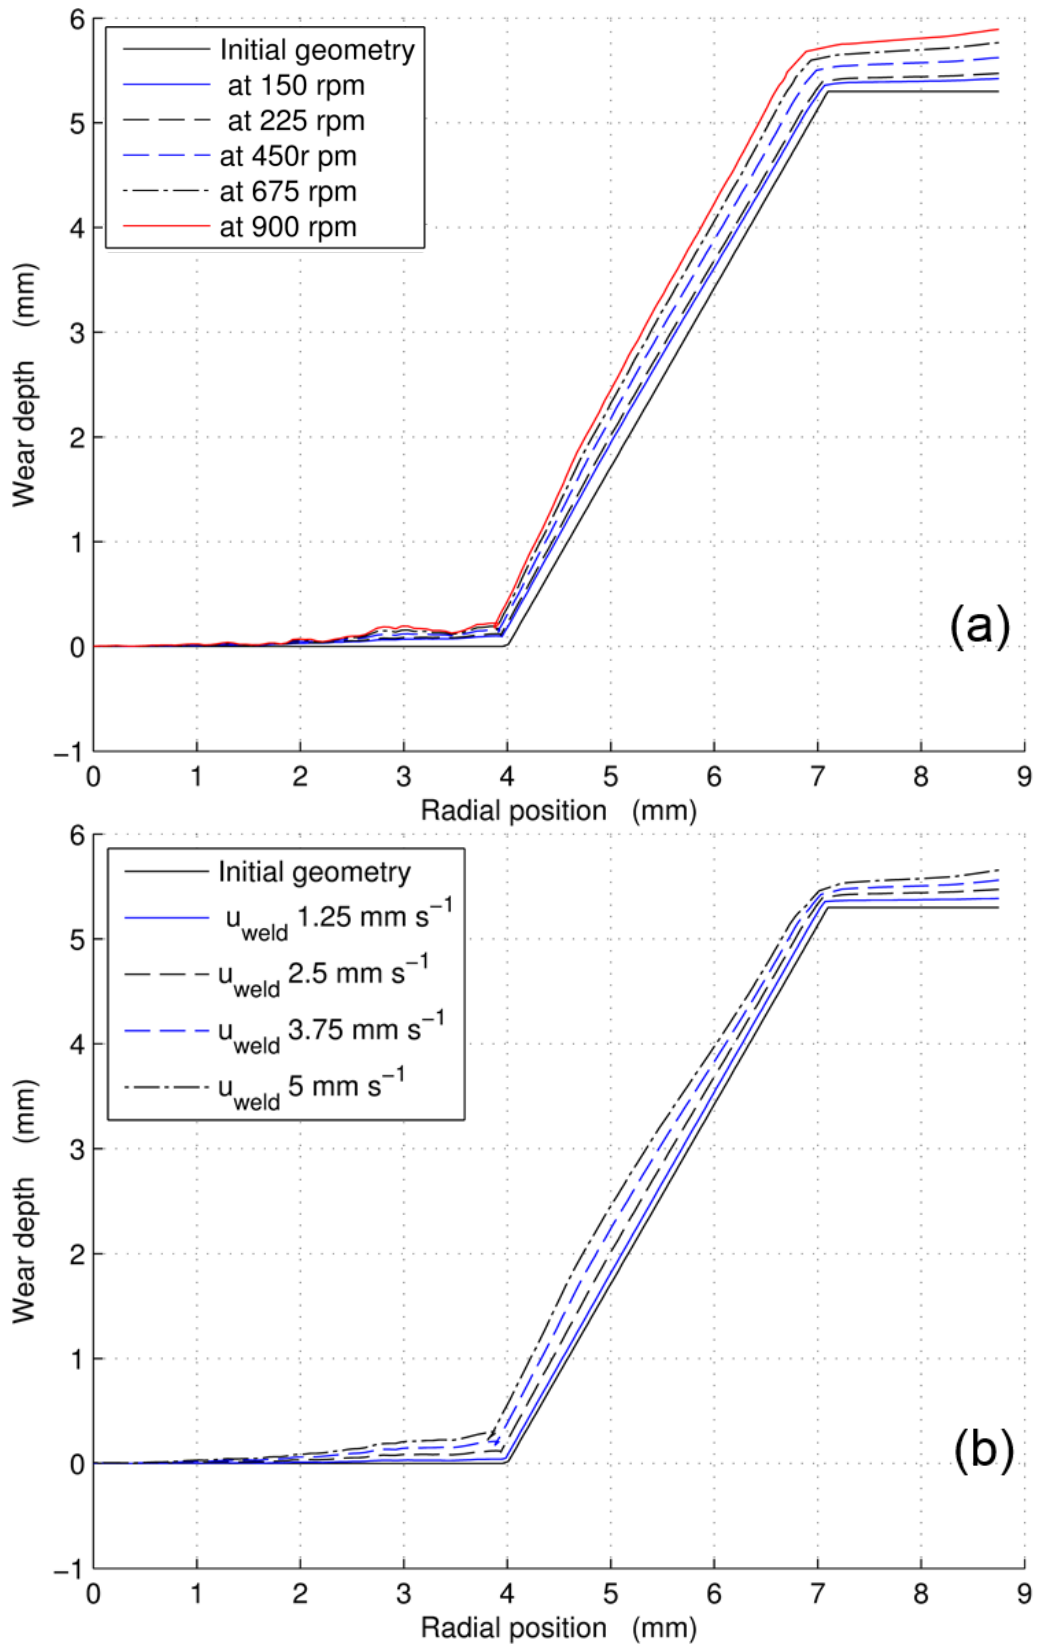 6
5
4
3
2
1
0
−1
Wear depth (mm)
Initial geometry
at 150 rpm
at 225 rpm
at 450r pm
at 675 rpm
at 900 rpm
(a)
0 1 2 3 4 5 6 7 8 9
Radial position (mm)
6
5
4
3
2
1
0
−1
Wear depth (mm)
Initial geometry
u_weld 1.25 mm s⁻¹
u_weld 2.5 mm s⁻¹
u_weld 3.75 mm s⁻¹
u_weld 5 mm s⁻¹
(b)
0 1 2 3 4 5 6 7 8 9
Radial position (mm)